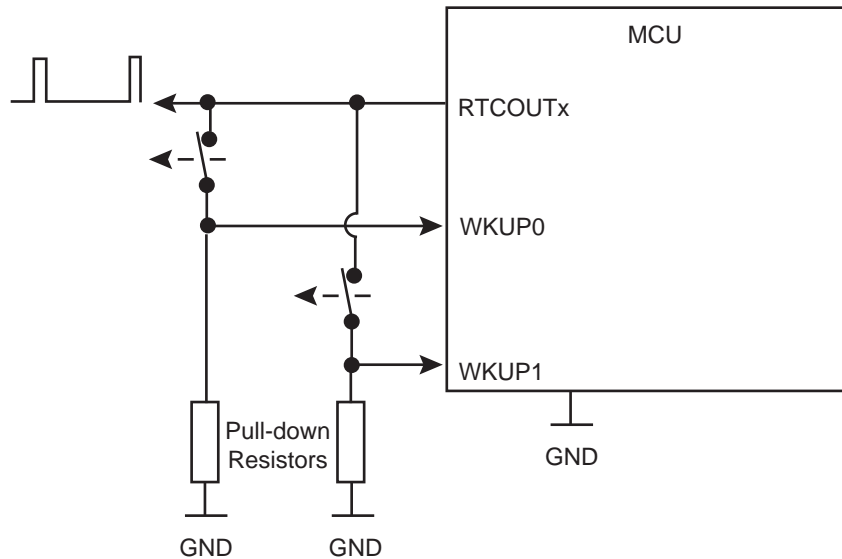 MCU
RTCOUTx
WKUP0
WKUP1
Pull-down
Resistors
GND
GND
GND